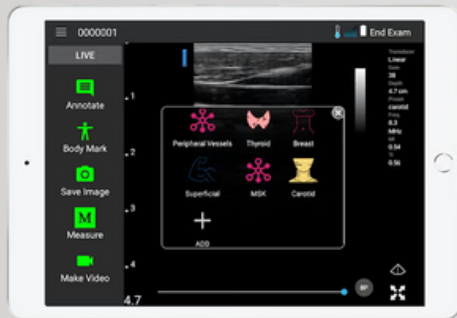 0000001
End Exam
LIVE
Annotate
Body Mark
Save Image
M
Measure
Make Video
.1
.2
.3
.4
4.7
Peripheral Vessels
Thyroid
Breast
Superficial
MSK
Carotid
ADD
Transducer
Linear
Gain
38
Depth
4.7 cm
Preset
carotid
Freq.
8.3
MHz
MI
0.54
TI
0.56
BP